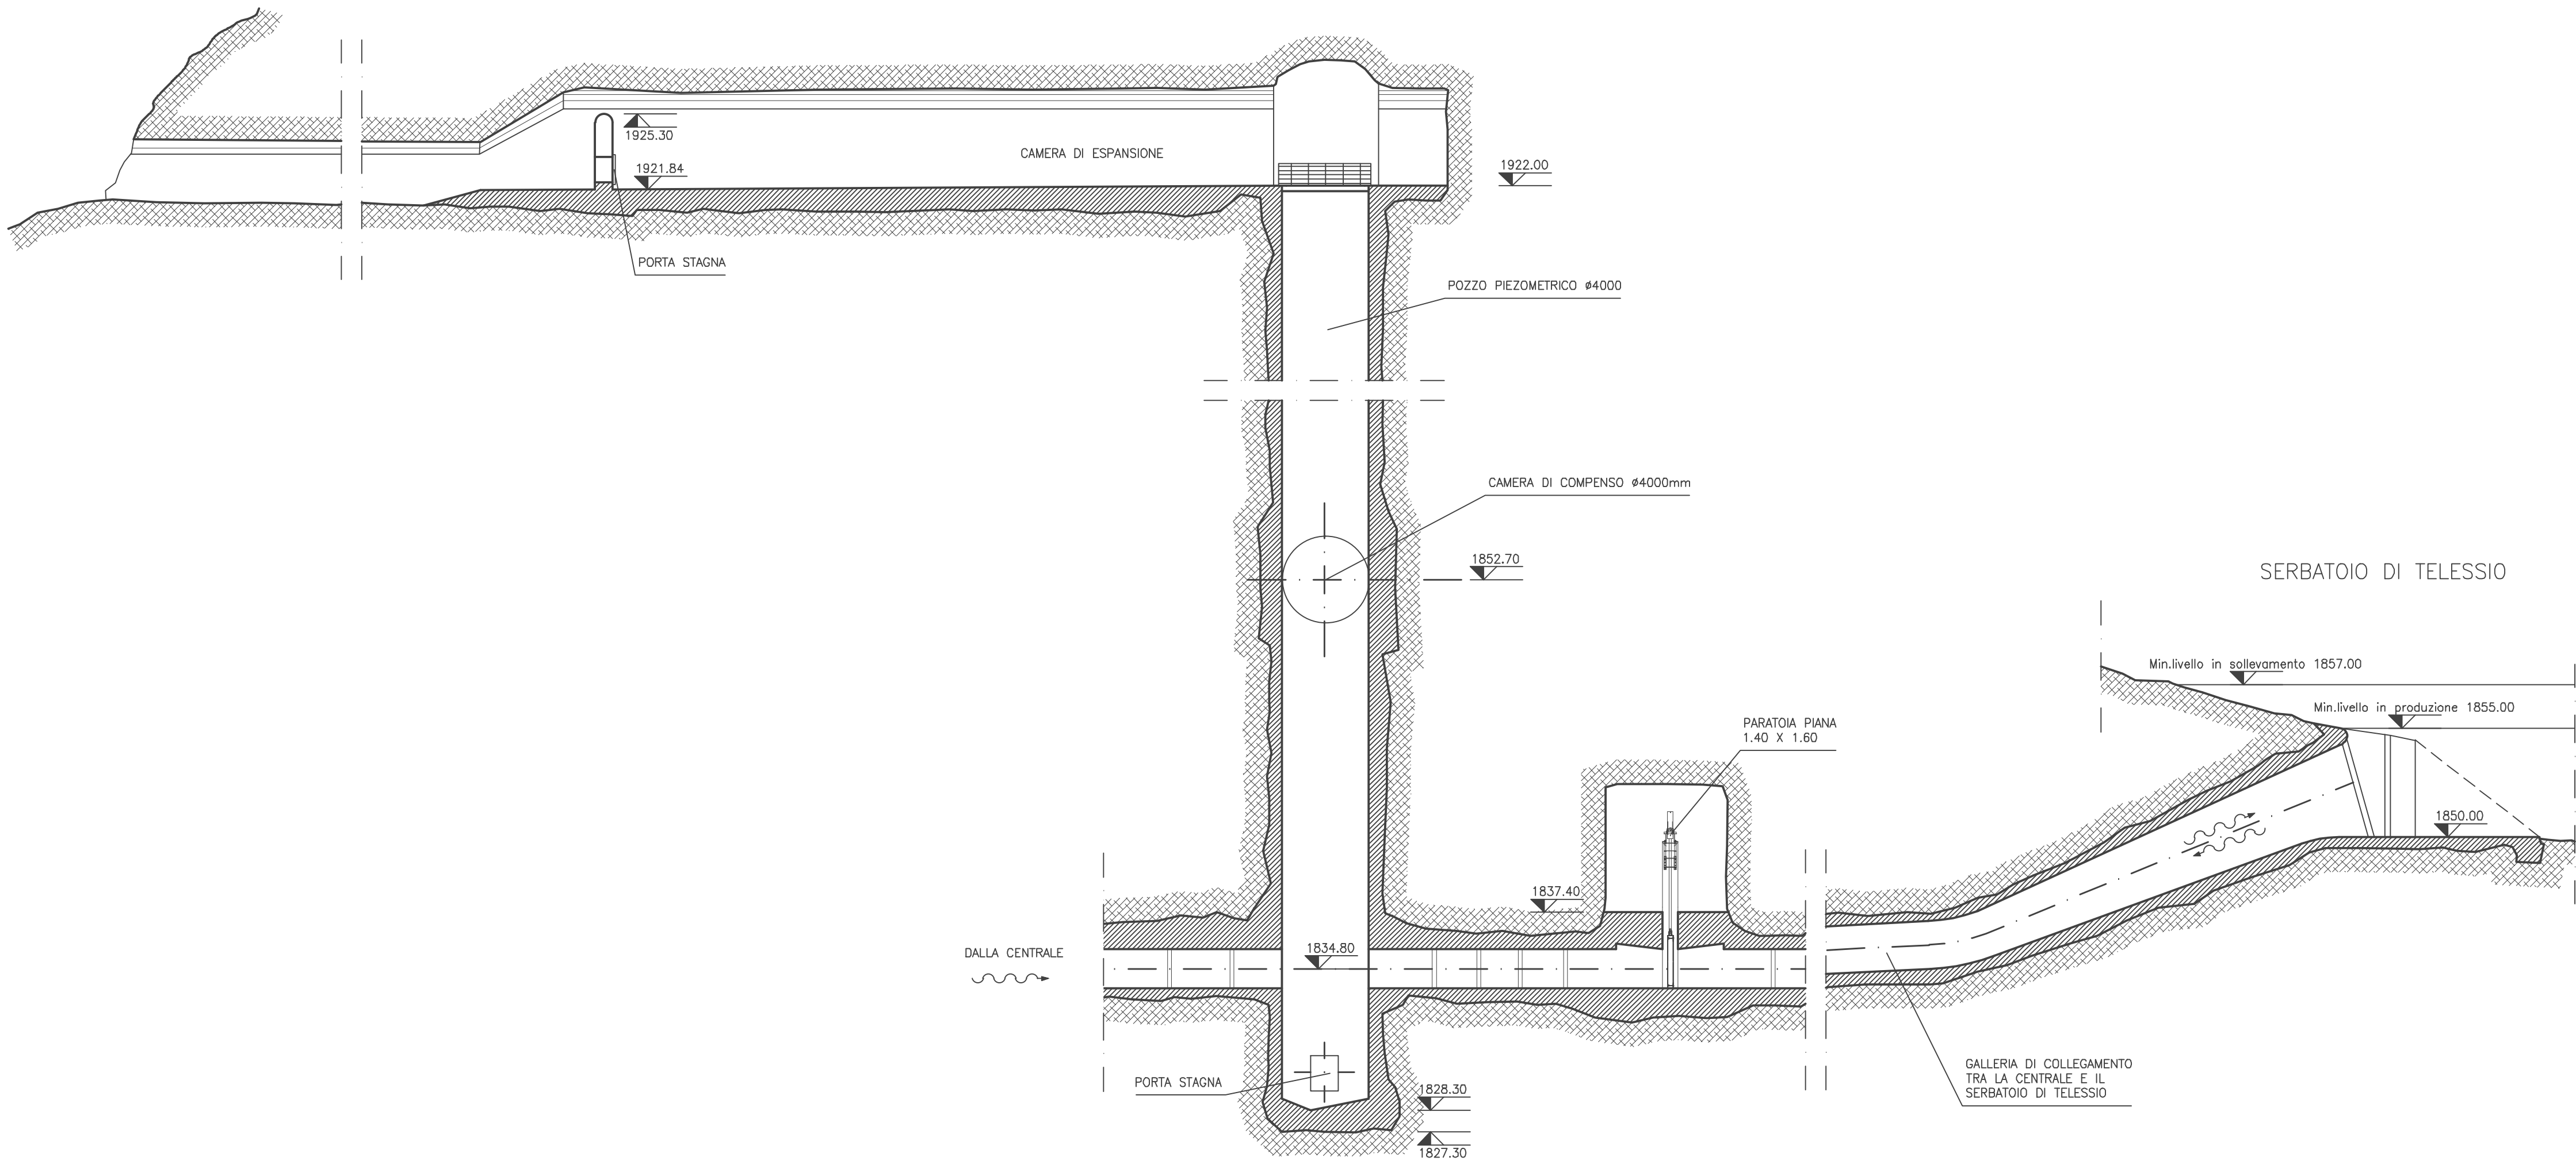 1925.30
1921.84
CAMERA DI ESPANSIONE
1922.00
PORTA STAGNA
POZZO PIEZOMETRICO ø4000
CAMERA DI COMPENSO ø4000mm
1852.70
SERBATOIO DI TELESSIO
Min.livello in sollevamento 1857.00
Min.livello in produzione 1855.00
PARATOIA PIANA
1.40 X 1.60
1850.00
1837.40
DALLA CENTRALE
1834.80
PORTA STAGNA
GALLERIA DI COLLEGAMENTO
TRA LA CENTRALE E IL
SERBATOIO DI TELESSIO
1828.30
1827.30